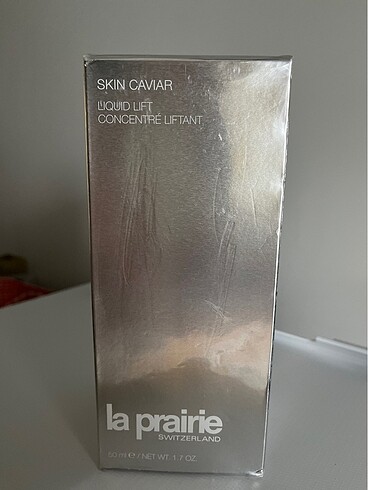 SKIN CAVIAR
LIQUID LIFT
CONCENTRÉ LIFTANT
la prairie
SWITZERLAND
50 ml ℮ / NET WT. 1.7 OZ.